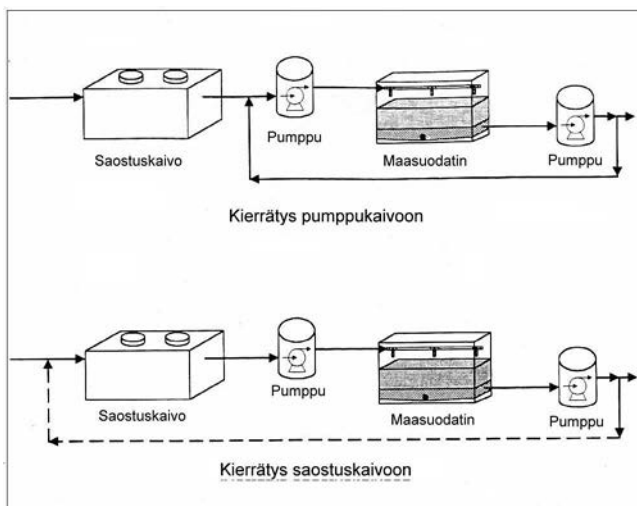 Pumppu
Saostuskaivo
Maasuodatin
Pumppu
Kierrätys pumppukaivoon
Pumppu
Saostuskaivo
Maasuodatin
Pumppu
Kierrätys saostuskaivoon